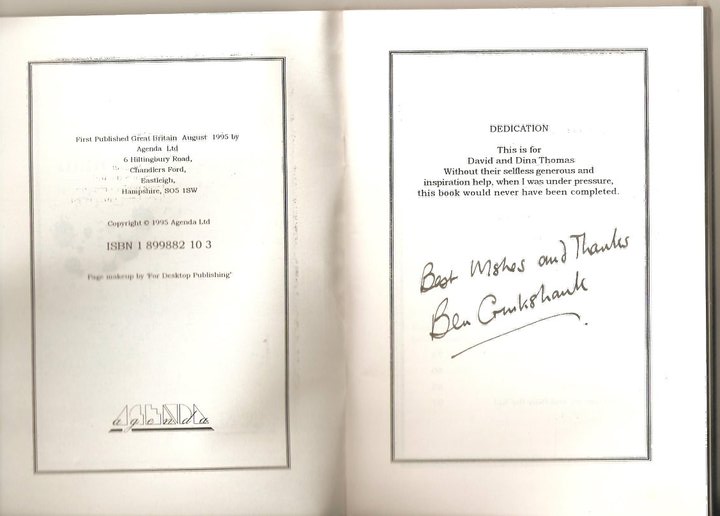 First Published Great Britain August 1995 by
Agenda Ltd
6 Hiltingbury Road,
Chandlers Ford,
Eastleigh,
Hampshire, SO5 1SW
Copyright © 1995 Agenda Ltd
ISBN 1 899882 10 3
Page makeup by 'For Desktop Publishing'
AGENDA
agenda
DEDICATION
This is for
David and Dina Thomas
Without their selfless generous and
inspiration help, when I was under pressure,
this book would never have been completed.
Best Wishes and Thanks
Ben Cruikshank